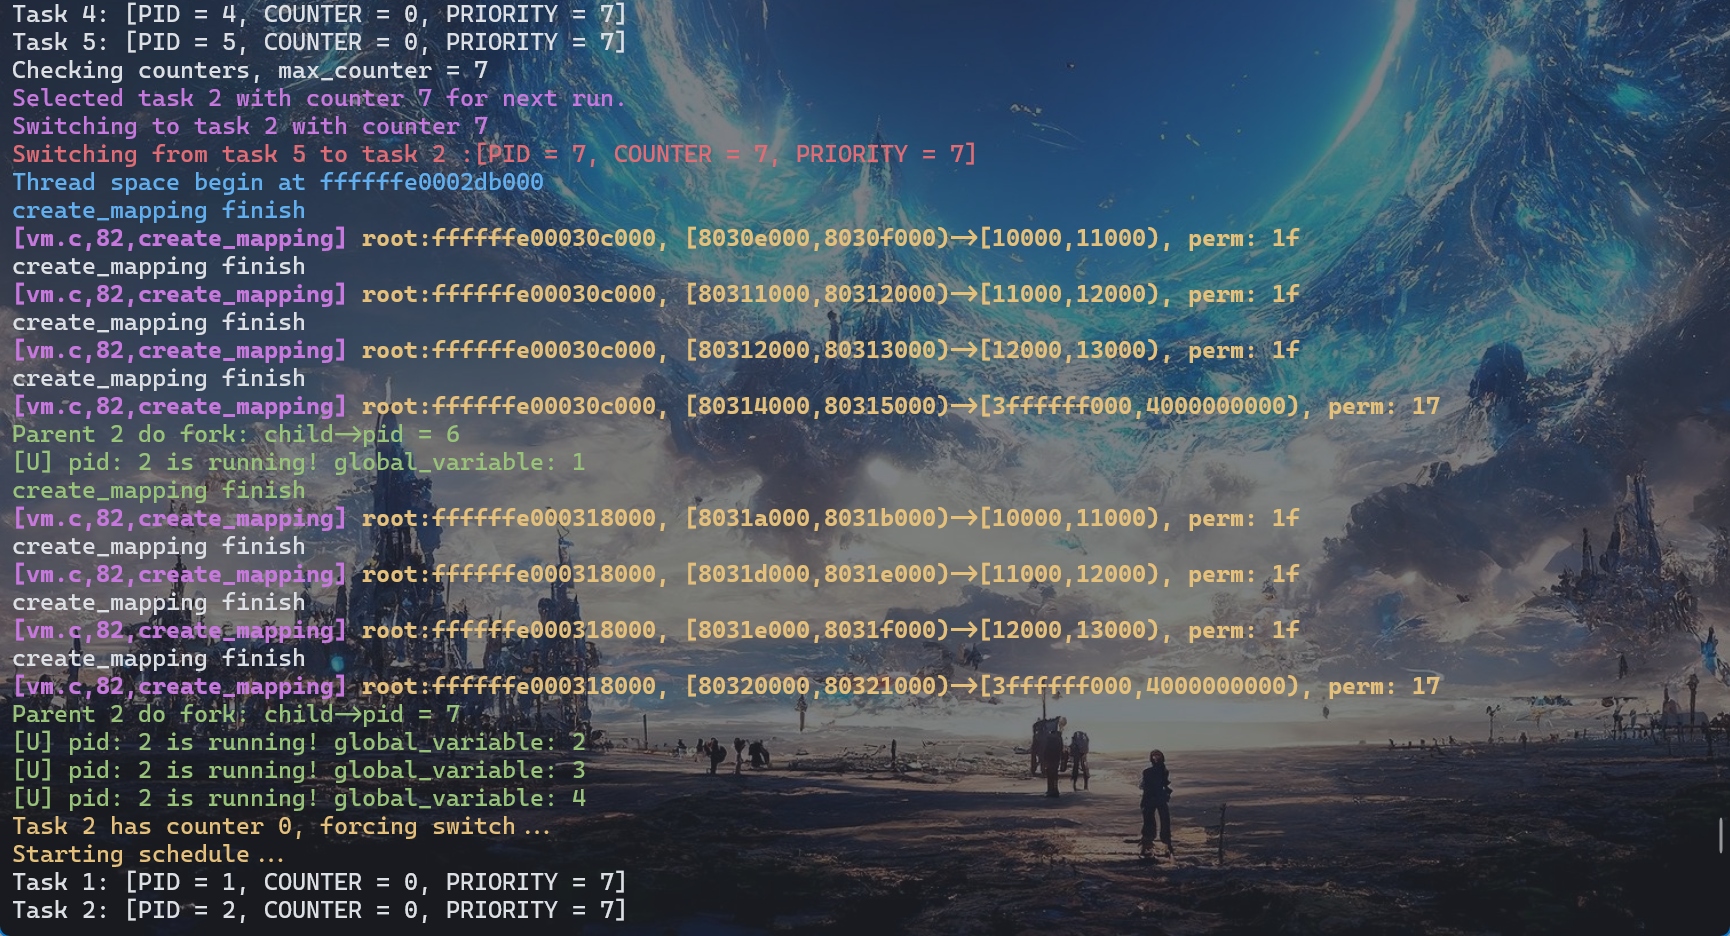 Task 4: [PID = 4, COUNTER = 0, PRIORITY = 7]
Task 5: [PID = 5, COUNTER = 0, PRIORITY = 7]
Checking counters, max_counter = 7
Selected task 2 with counter 7 for next run.
Switching to task 2 with counter 7
Switching from task 5 to task 2 :[PID = 7, COUNTER = 7, PRIORITY = 7]
Thread space begin at ffffffe0002db000
create_mapping finish
[vm.c,82,create_mapping] root:ffffffe00030c000, [8030e000,8030f000)->[10000,11000), perm: 1f
create_mapping finish
[vm.c,82,create_mapping] root:ffffffe00030c000, [80311000,80312000)->[11000,12000), perm: 1f
create_mapping finish
[vm.c,82,create_mapping] root:ffffffe00030c000, [80312000,80313000)->[12000,13000), perm: 1f
create_mapping finish
[vm.c,82,create_mapping] root:ffffffe00030c000, [80314000,80315000)->[3ffffff000,4000000000), perm: 17
Parent 2 do fork: child->pid = 6
[U] pid: 2 is running! global_variable: 1
create_mapping finish
[vm.c,82,create_mapping] root:ffffffe000318000, [8031a000,8031b000)->[10000,11000), perm: 1f
create_mapping finish
[vm.c,82,create_mapping] root:ffffffe000318000, [8031d000,8031e000)->[11000,12000), perm: 1f
create_mapping finish
[vm.c,82,create_mapping] root:ffffffe000318000, [8031e000,8031f000)->[12000,13000), perm: 1f
create_mapping finish
[vm.c,82,create_mapping] root:ffffffe000318000, [80320000,80321000)->[3ffffff000,4000000000), perm: 17
Parent 2 do fork: child->pid = 7
[U] pid: 2 is running! global_variable: 2
[U] pid: 2 is running! global_variable: 3
[U] pid: 2 is running! global_variable: 4
Task 2 has counter 0, forcing switch...
Starting schedule...
Task 1: [PID = 1, COUNTER = 0, PRIORITY = 7]
Task 2: [PID = 2, COUNTER = 0, PRIORITY = 7]